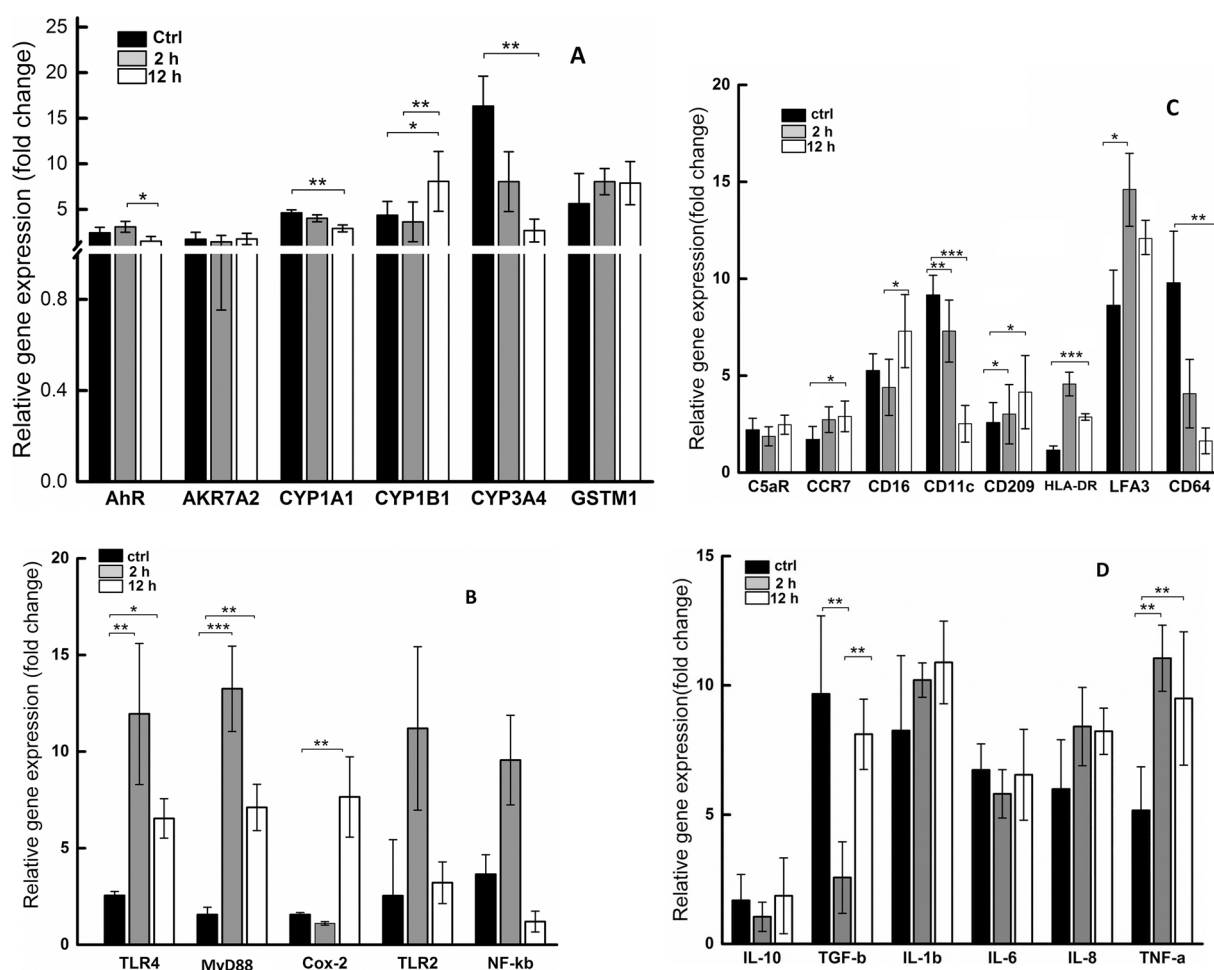 A
Relative gene expression (fold change)
25
20
15
10
5
0.8
0.4
0.0
Ctrl
2 h
12 h
*
**
**
*
**
AhR AKR7A2 CYP1A1 CYP1B1 CYP3A4 GSTM1
C
Relative gene expression(fold change)
20
15
10
5
0
ctrl
2 h
12 h
*
*
***
**
*
*
***
*
**
C5aR CCR7 CD16 CD11c CD209 HLA-DR LFA3 CD64
B
Relative gene expression (fold change)
20
15
10
5
0
ctrl
2 h
12 h
*
**
**
***
**
TLR4 MyD88 Cox-2 TLR2 NF-kb
D
Relative gene expression(fold change)
15
10
5
0
ctrl
2 h
12 h
**
**
**
**
IL-10 TGF-b IL-1b IL-6 IL-8 TNF-a